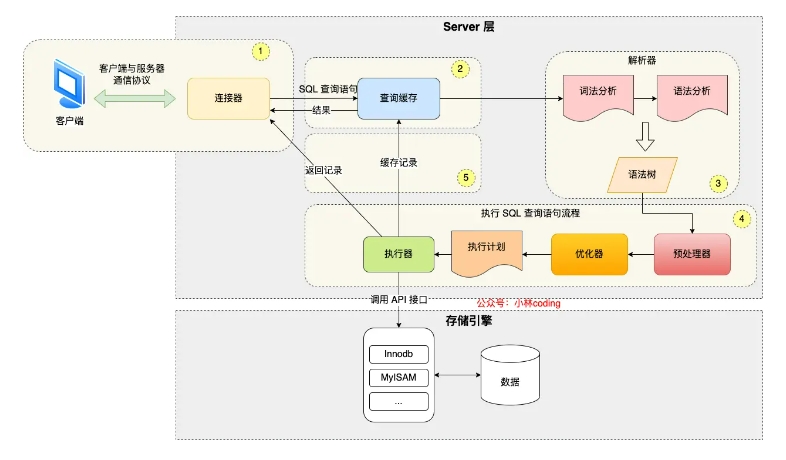 Server 层
1
客户端与服务器
通信协议
客户端
连接器
SQL 查询语句
结果
2
查询缓存
解析器
词法分析
语法分析
语法树
3
返回记录
缓存记录
5
执行 SQL 查询语句流程
4
执行器
执行计划
优化器
预处理器
调用 API 接口
公众号：小林coding
存储引擎
Innodb
MyISAM
...
数据